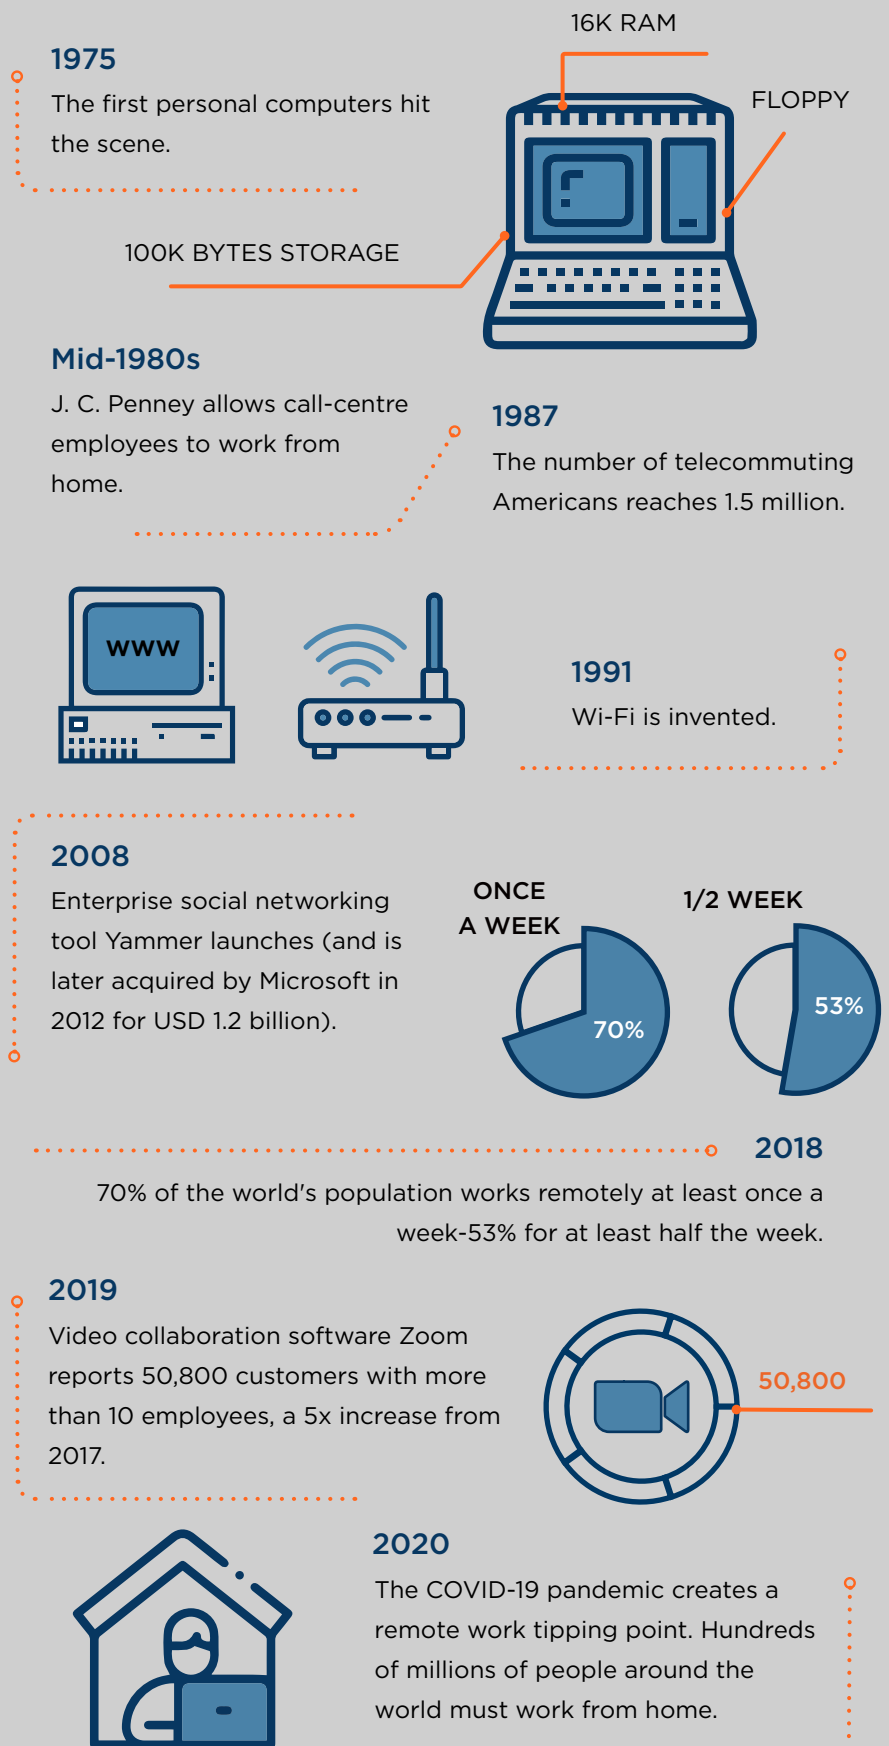 16K RAM
1975
The first personal computers hit
the scene.
FLOPPY
100K BYTES STORAGE
Mid-1980s
J. C. Penney allows call-centre
employees to work from
home.
1987
The number of telecommuting
Americans reaches 1.5 million.
WWW
1991
Wi-Fi is invented.
2008
Enterprise social networking
tool Yammer launches (and is
later acquired by Microsoft in
2012 for USD 1.2 billion).
ONCE
A WEEK
70%
1/2 WEEK
53%
2018
70% of the world's population works remotely at least once a
week-53% for at least half the week.
2019
Video collaboration software Zoom
reports 50,800 customers with more
than 10 employees, a 5x increase from
2017.
50,800
2020
The COVID-19 pandemic creates a
remote work tipping point. Hundreds
of millions of people around the
world must work from home.